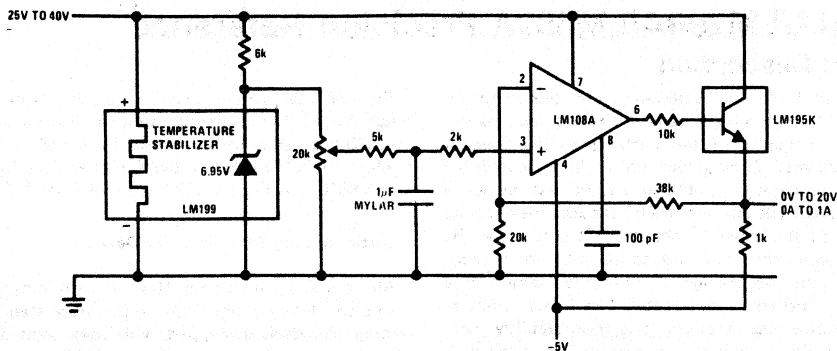 25V TO 40V
6k
7
2
−
LM108A
6
10k
LM195K
+
TEMPERATURE
STABILIZER
6.95V
LM199
−
20k
5k
2k
3
+
4
8
1μF
MYLAR
38k
0V TO 20V
0A TO 1A
20k
100 pF
1k
−5V